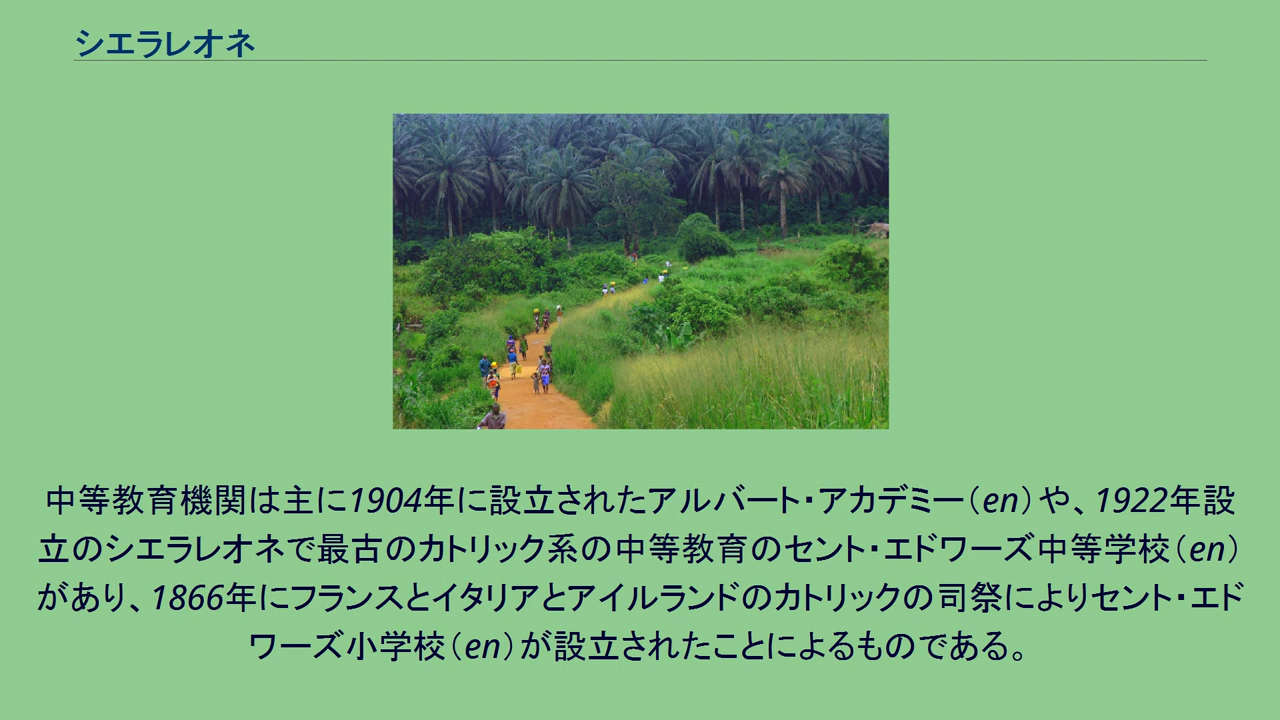 シエラレオネ
中等教育機関は主に1904年に設立されたアルバート・アカデミー（en）や、1922年設
立のシエラレオネで最古のカトリック系の中等教育のセント・エドワーズ中等学校（en）
があり、1866年にフランスとイタリアとアイルランドのカトリックの司祭によりセント・エド
ワーズ小学校（en）が設立されたことによるものである。